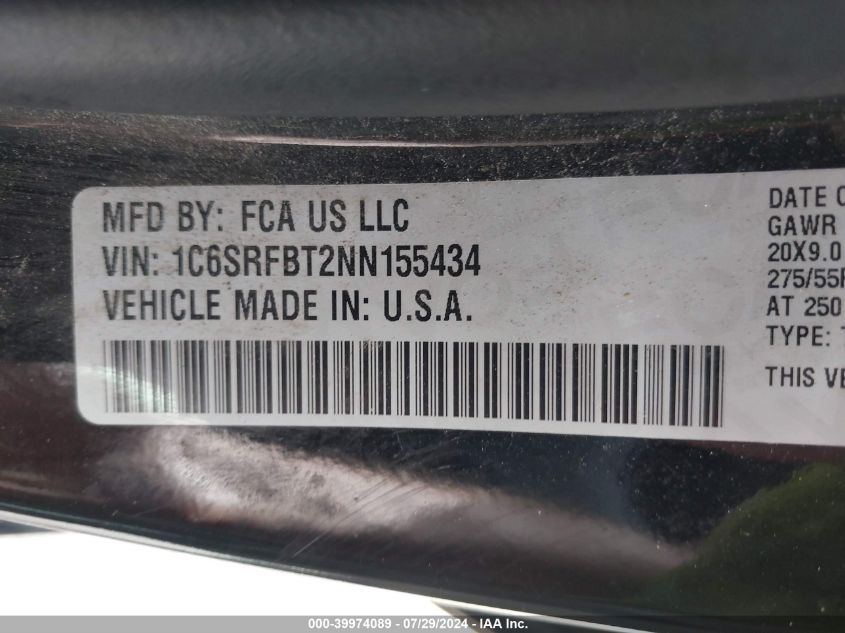 MFD BY: FCA US LLC
VIN: 1C6SRFBT2NN155434
VEHICLE MADE IN: U.S.A.
DATE O
GAWR
20X9.0
275/55R
AT 250
TYPE: T
THIS VE
000-39974089 - 07/29/2024 - IAA Inc.